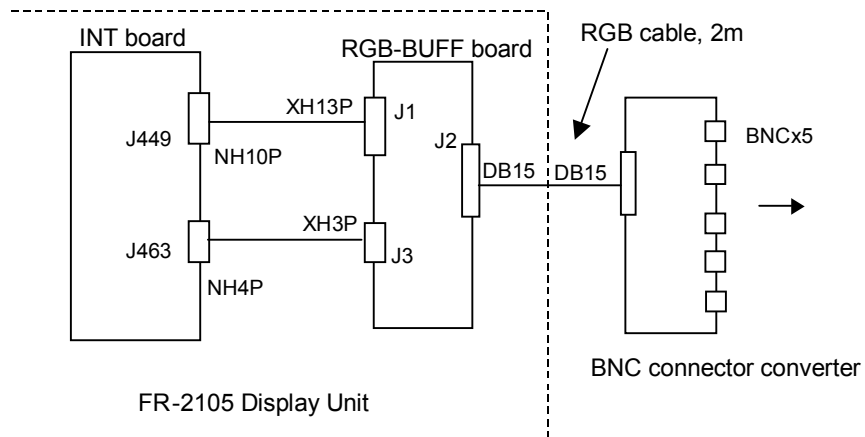 INT board
RGB-BUFF board
RGB cable, 2m
XH13P
J1
J449
NH10P
J2
DB15
DB15
BNCx5
XH3P
J463
J3
NH4P
BNC connector converter
FR-2105 Display Unit